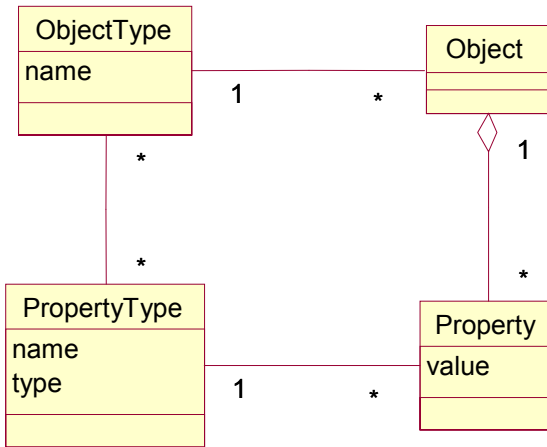 ObjectType
name
Object
1
*
1
*
*
*
PropertyType
name
type
Property
value
1
*